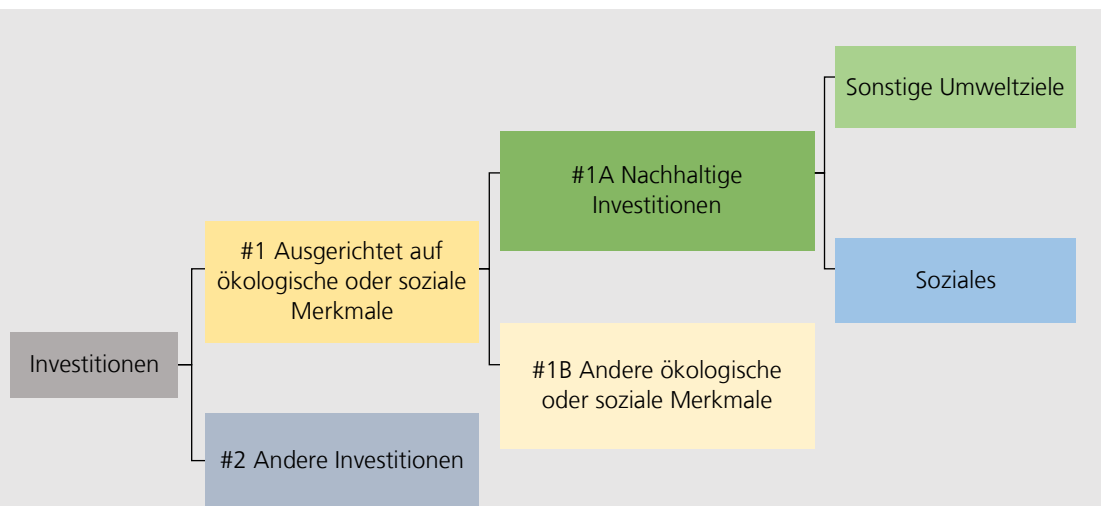 Sonstige Umweltziele
#1A Nachhaltige
Investitionen
#1 Ausgerichtet auf
ökologische oder soziale
Merkmale
Soziales
Investitionen
#1B Andere ökologische
oder soziale Merkmale
#2 Andere Investitionen